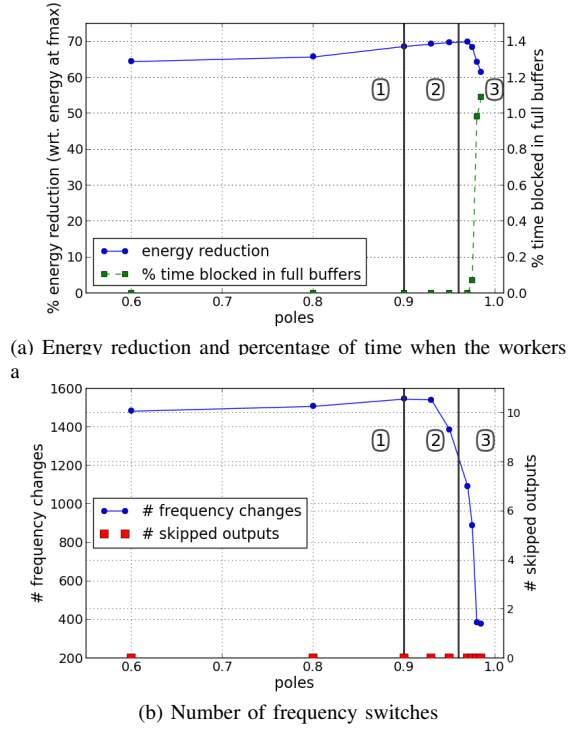 % energy reduction (wrt. energy at fmax)
70
60
50
40
30
20
10
0
1.4
1.2
1.0
0.8
0.6
0.4
0.2
0.0
% time blocked in full buffers
1
2
3
energy reduction
% time blocked in full buffers
0.6 0.7 0.8 0.9 1.0
poles
(a) Energy reduction and percentage of time when the workers
a
# frequency changes
1600
1400
1200
1000
800
600
400
200
10
8
6
4
2
0
# skipped outputs
1
2
3
# frequency changes
# skipped outputs
0.6 0.7 0.8 0.9 1.0
poles
(b) Number of frequency switches